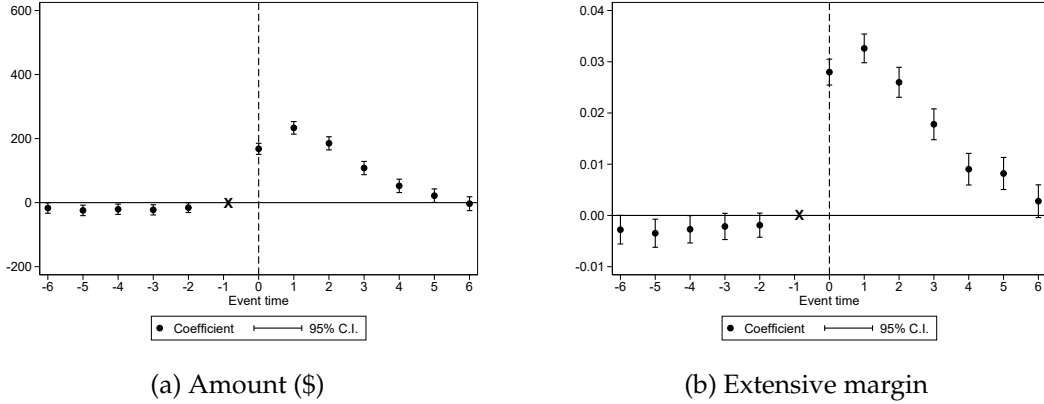 600
400
200
0
-200
-6 -5 -4 -3 -2 -1 0 1 2 3 4 5 6
Event time
Coefficient 95% C.I.
(a) Amount ($)
0.04
0.03
0.02
0.01
0.00
-0.01
-6 -5 -4 -3 -2 -1 0 1 2 3 4 5 6
Event time
Coefficient 95% C.I.
(b) Extensive margin